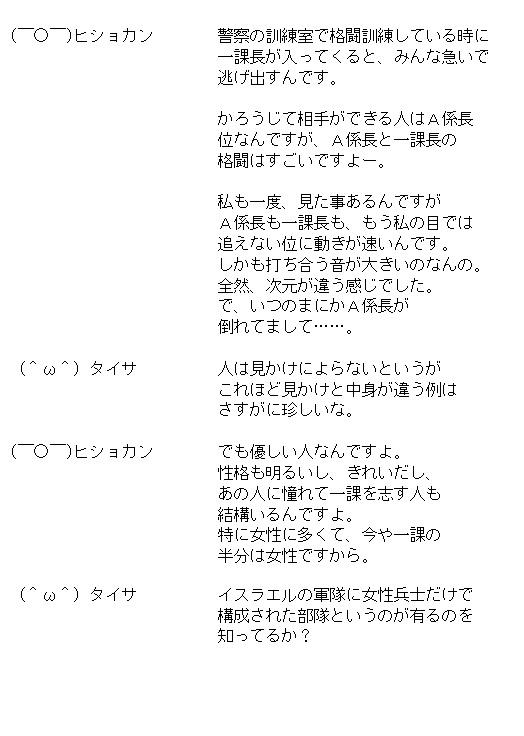 (￣○￣)ヒショカン 警察の訓練室で格闘訓練している時に
一課長が入ってくると、みんな急いで
逃げ出すんです。
かろうじて相手ができる人はＡ係長
位なんですが、Ａ係長と一課長の
格闘はすごいですよー。
私も一度、見た事あるんですが
Ａ係長も一課長も、もう私の目では
追えない位に動きが速いんです。
しかも打ち合う音が大きいのなんの。
全然、次元が違う感じでした。
で、いつのまにかＡ係長が
倒れてまして……。
（＾ω＾）タイサ 人は見かけによらないというが
これほど見かけと中身が違う例は
さすがに珍しいな。
(￣○￣)ヒショカン でも優しい人なんですよ。
性格も明るいし、きれいだし、
あの人に憧れて一課を志す人も
結構いるんですよ。
特に女性に多くて、今や一課の
半分は女性ですから。
（＾ω＾）タイサ イスラエルの軍隊に女性兵士だけで
構成された部隊というのが有るのを
知ってるか？